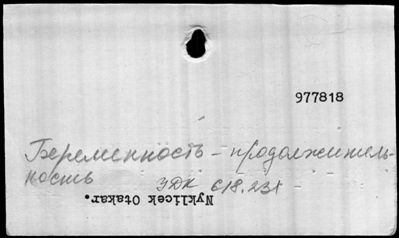 977818
Беременность – продолжитель-
ность
УДК 618.231
Nyklicek Otakar.